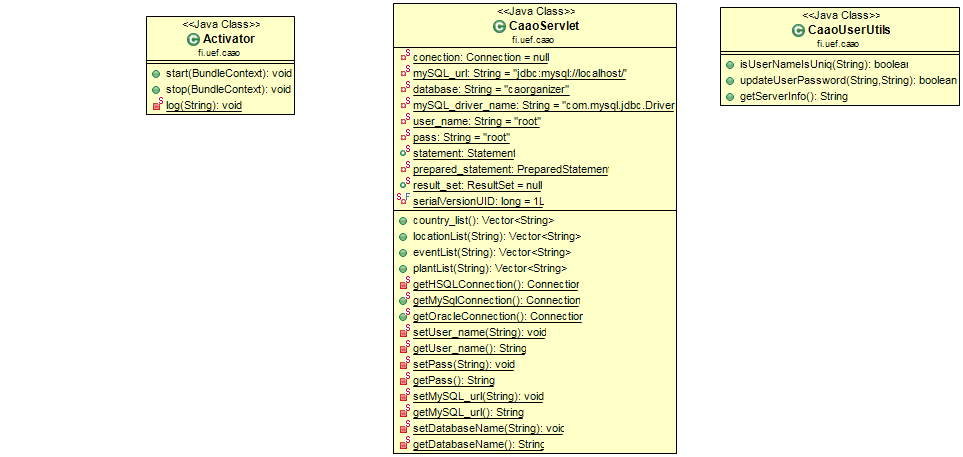 <<Java Class>>
Activator
fi.uef.caao
start(BundleContext): void
stop(BundleContext): void
log(String): void
<<Java Class>>
CaaoServlet
fi.uef.caao
conection: Connection = null
mySQL_url: String = "jdbc:mysql://localhost/"
database: String = "caorganizer"
mySQL_driver_name: String = "com.mysql.jdbc.Driver
user_name: String = "root"
pass: String = "root"
statement: Statement
prepared_statement: PreparedStatement
result_set: ResultSet = null
serialVersionUID: long = 1L
country_list(): Vector<String>
locationList(String): Vector<String>
eventList(String): Vector<String>
plantList(String): Vector<String>
getHSQLConnection(): Connection
getMySqlConnection(): Connection
getOracleConnection(): Connection
setUser_name(String): void
getUser_name(): String
setPass(String): void
getPass(): String
setMySQL_url(String): void
getMySQL_url(): String
setDatabaseName(String): void
getDatabaseName(): String
<<Java Class>>
CaaoUserUtils
fi.uef.caao
isUserNameIsUniq(String): boolean
updateUserPassword(String,String): boolean
getServerInfo(): String